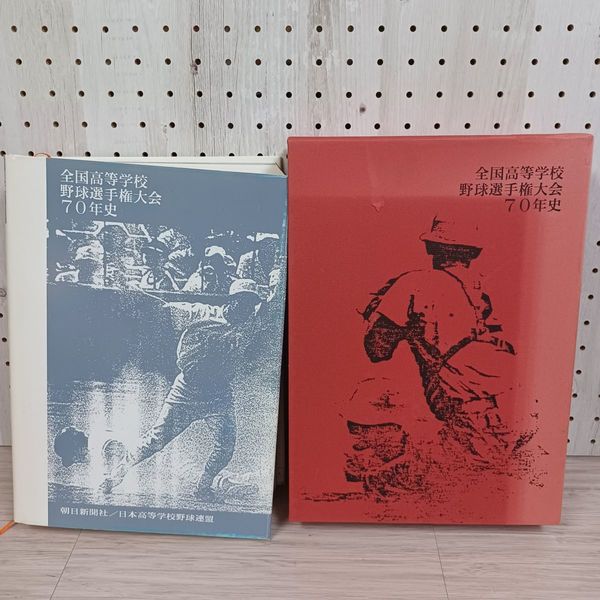 全国高等学校
野球選手権大会
70年史
朝日新聞社／日本高等学校野球連盟
全国高等学校
野球選手権大会
70年史